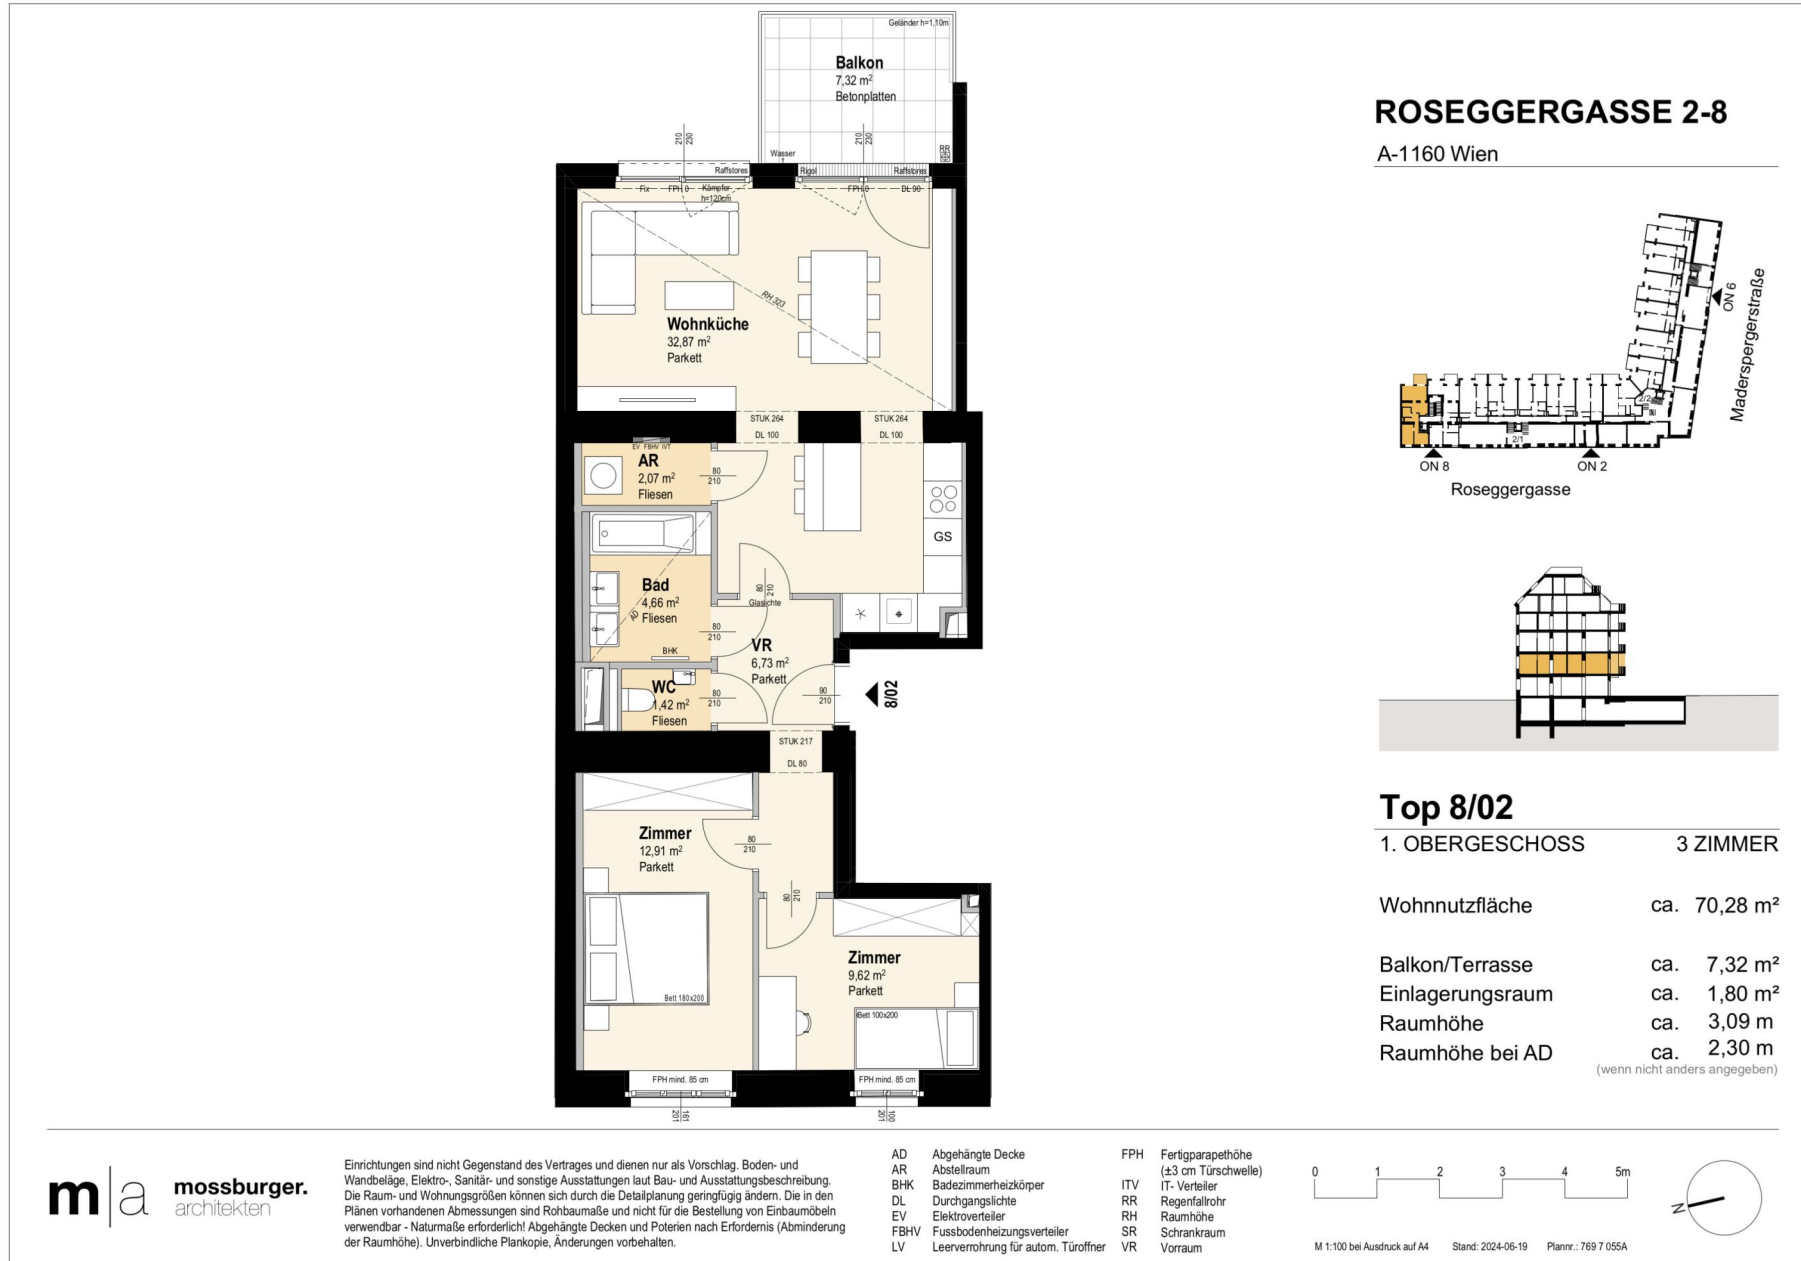 Geländer h=1,10m
Balkon
7,32 m²
Betonplatten
210
230
210
230
Wasser
Raffstores
Rigol
Raffstores
Fix
FPH 0
Kämpfer
h=120cm
FPH 0
DL 90
RH 323
Wohnküche
32,87 m²
Parkett
STUK 264
DL 100
STUK 264
DL 100
EV FBHV IVT
AR
2,07 m²
Fliesen
80
210
GS
Bad
4,66 m²
Fliesen
AD
BHK
80
210
Glaslichte
80
210
VR
6,73 m²
Parkett
WC
1,42 m²
Fliesen
80
210
90
210
8/02
STUK 217
DL 80
Zimmer
12,91 m²
Parkett
80
210
80
210
Bett 180x200
Zimmer
9,62 m²
Parkett
Bett 100x200
FPH mind. 85 cm
FPH mind. 85 cm
161
201
100
201
ROSEGGERGASSE 2-8
A-1160 Wien
ON 6
Maderspergerstraße
2/2
2/1
ON 8
ON 2
Roseggergasse
Top 8/02
1. OBERGESCHOSS 3 ZIMMER
Wohnnutzfläche ca. 70,28 m²
Balkon/Terrasse ca. 7,32 m²
Einlagerungsraum ca. 1,80 m²
Raumhöhe ca. 3,09 m
Raumhöhe bei AD ca. 2,30 m
(wenn nicht anders angegeben)
m|a
mossburger.
architekten
Einrichtungen sind nicht Gegenstand des Vertrages und dienen nur als Vorschlag. Boden- und
Wandbeläge, Elektro-, Sanitär- und sonstige Ausstattungen laut Bau- und Ausstattungsbeschreibung.
Die Raum- und Wohnungsgrößen können sich durch die Detailplanung geringfügig ändern. Die in den
Plänen vorhandenen Abmessungen sind Rohbaumaße und nicht für die Bestellung von Einbaumöbeln
verwendbar - Naturmaße erforderlich! Abgehängte Decken und Poterien nach Erfordernis (Abminderung
der Raumhöhe). Unverbindliche Plankopie, Änderungen vorbehalten.
AD Abgehängte Decke
AR Abstellraum
BHK Badezimmerheizkörper
DL Durchgangslichte
EV Elektroverteiler
FBHV Fussbodenheizungsverteiler
LV Leerverrohrung für autom. Türoffner
FPH Fertigparapethöhe
(±3 cm Türschwelle)
ITV IT- Verteiler
RR Regenfallrohr
RH Raumhöhe
SR Schrankraum
VR Vorraum
0 1 2 3 4 5m
M 1:100 bei Ausdruck auf A4 Stand: 2024-06-19 Plannr.: 769 7 055A
N